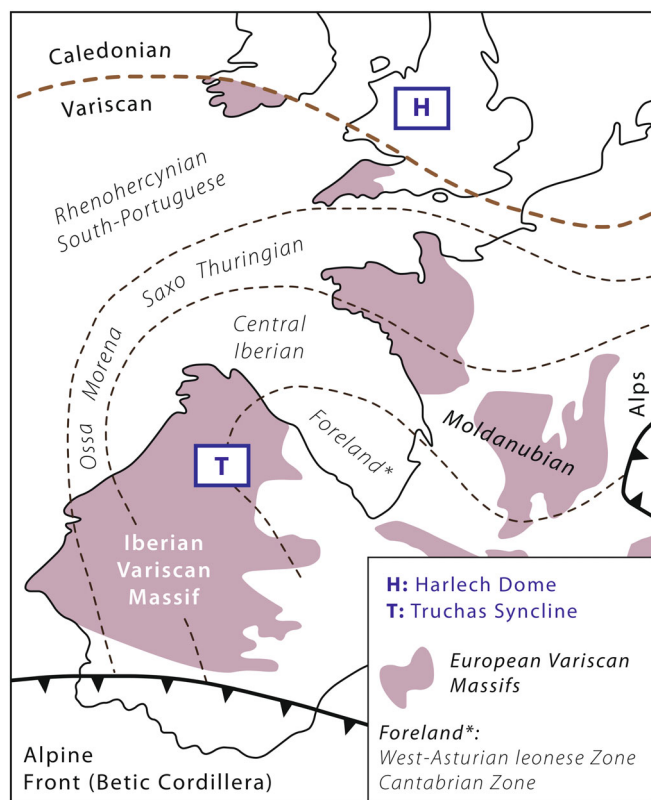 Caledonian
Variscan
H
Rhenohercynian
South-Portuguese
Saxo Thuringian
Ossa Morena
Central
Iberian
Foreland*
Moldanubian
Alps
T
Iberian
Variscan
Massif
H: Harlech Dome
T: Truchas Syncline
European Variscan
Massifs
Foreland*:
West-Asturian leonese Zone
Cantabrian Zone
Alpine
Front (Betic Cordillera)